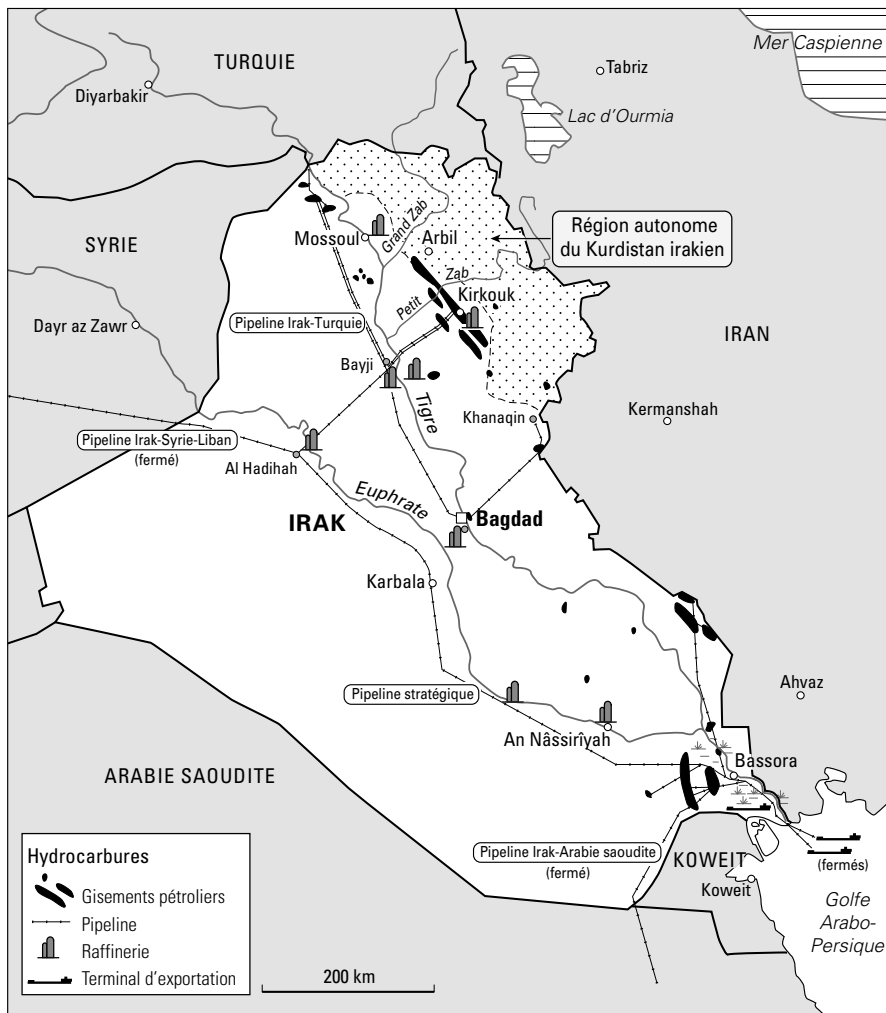 Mer Caspienne
TURQUIE
Tabriz
Diyarbakir
Lac d'Ourmia
Grand Zab
Mossoul
Arbil
Région autonome
du Kurdistan irakien
SYRIE
Zab
Petit
Kirkouk
Dayr az Zawr
Pipeline Irak-Turquie
IRAN
Bayji
Tigre
Khanaqin
Kermanshah
Pipeline Irak-Syrie-Liban
(fermé)
Al Hadihah
Euphrate
IRAK
Bagdad
Karbala
Pipeline stratégique
Ahvaz
An Nâssirîyah
Bassora
ARABIE SAOUDITE
Pipeline Irak-Arabie saoudite
(fermé)
KOWEIT
Koweit
(fermés)
Golfe
Arabo-
Persique
Hydrocarbures
Gisements pétroliers
Pipeline
Raffinerie
Terminal d'exportation
200 km